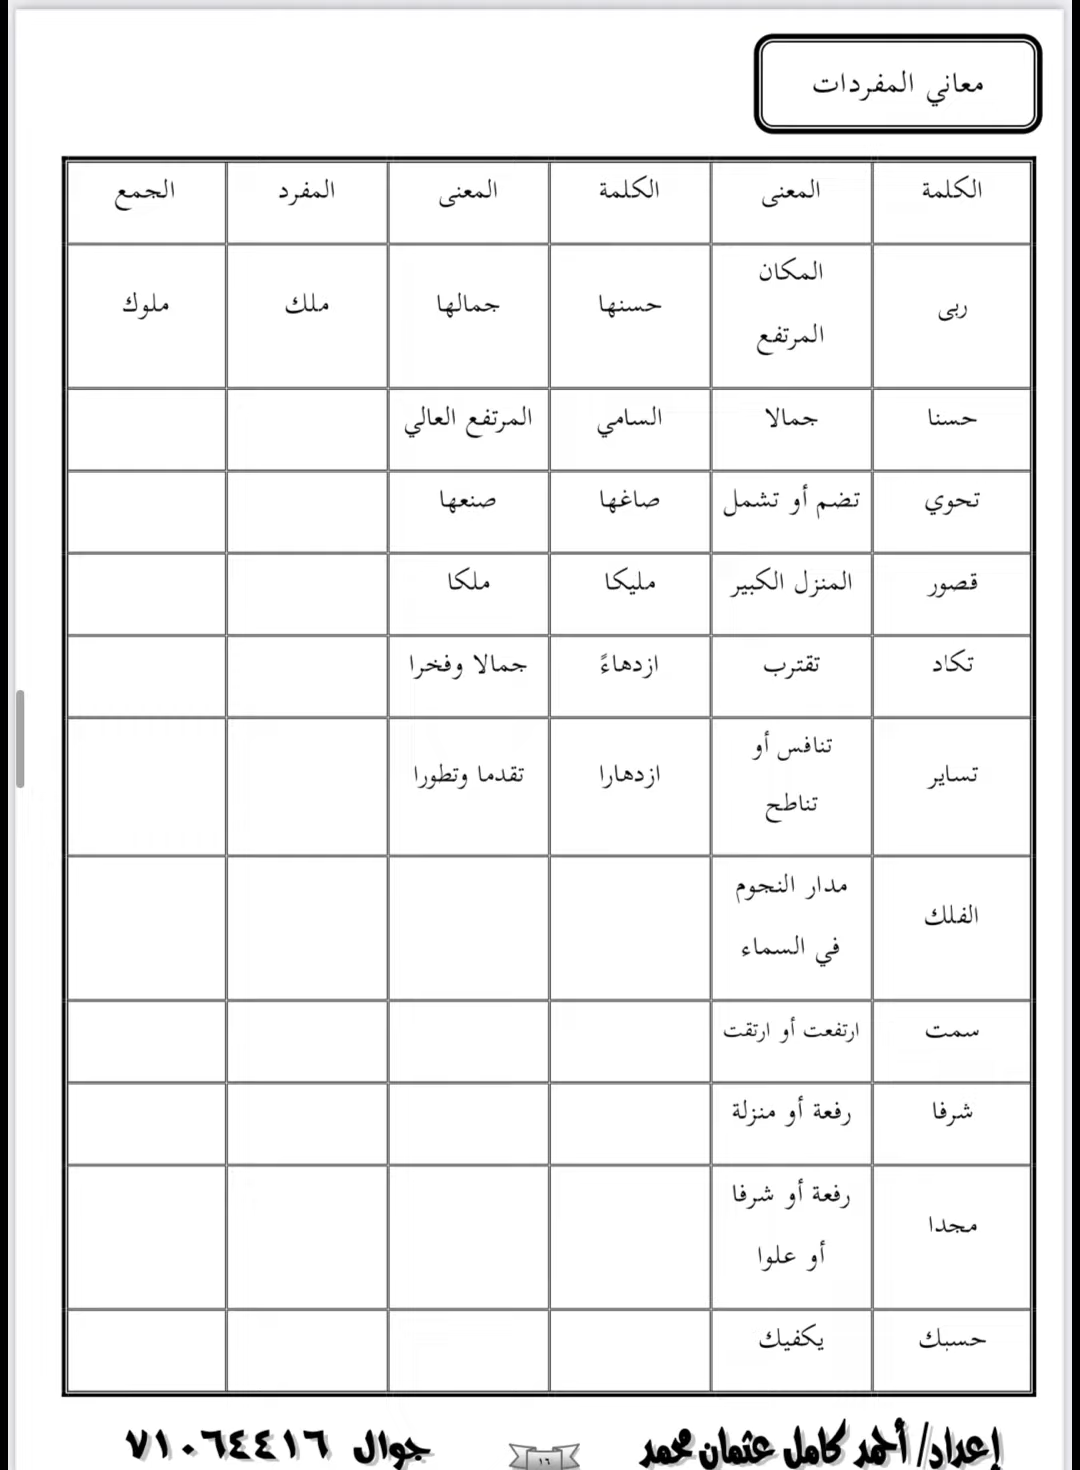 معاني المفردات
الكلمة المعنى الكلمة المعنى المفرد الجمع
ربى المكان المرتفع حسنها جمالها ملك ملوك
حسنا جمالا السامي المرتفع العالي
تحوي تضم أو تشمل صاغها صنعها
قصور المنزل الكبير مليكا ملكا
تكاد تقترب ازدهاءً جمالا وفخرا
تساير تنافس أو تناطح ازدهارا تقدما وتطورا
الفلك مدار النجوم في السماء
سمت ارتفعت أو ارتقت
شرفا رفعة أو منزلة
مجدا رفعة أو شرفا أو علوا
حسبك يكفيك
إعداد/ أحمد كامل عثمان محمد ١٦ جوال ٧١٠٦٤٤١٦